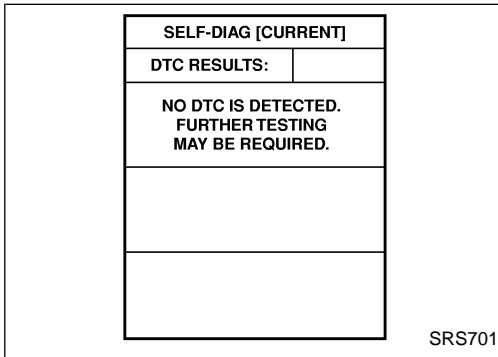 SELF-DIAG [CURRENT]
DTC RESULTS:
NO DTC IS DETECTED.
FURTHER TESTING
MAY BE REQUIRED.
SRS701